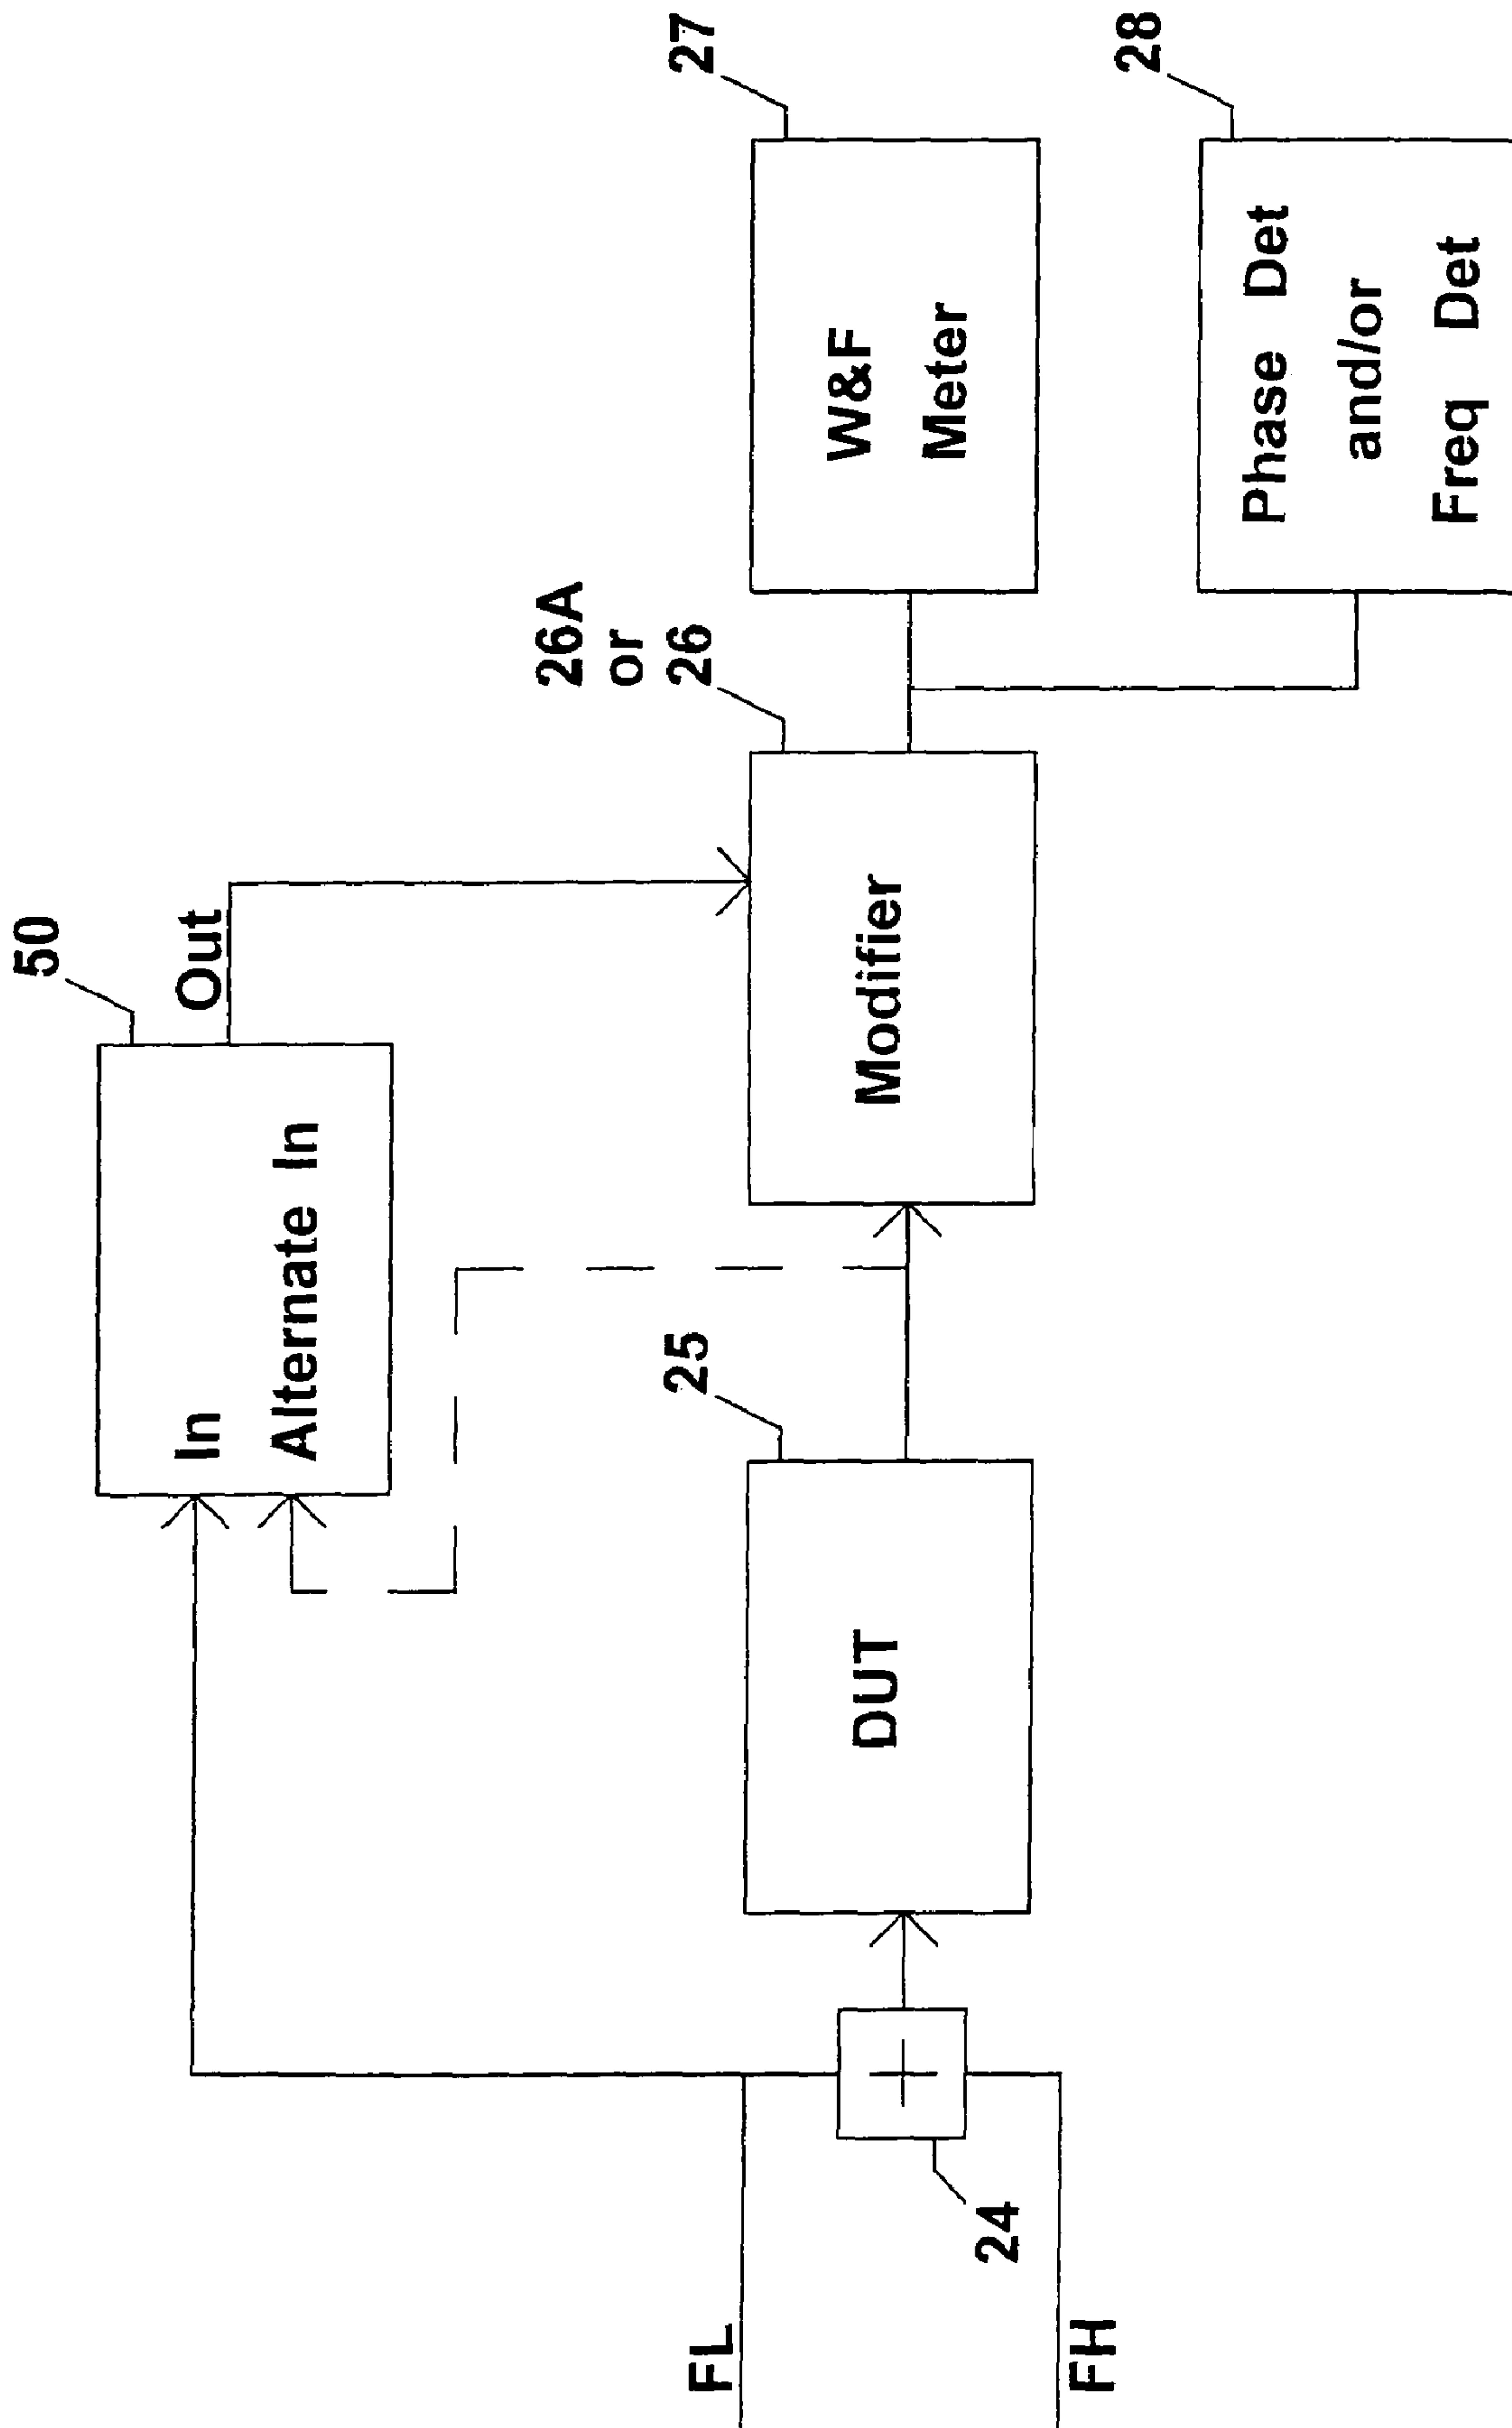 50
Out
In
Alternate In
26A
or
26
27
25
FL
W&F
Meter
DUT
Modifier
24
FH
28
Phase Det
and/or
Freq Det